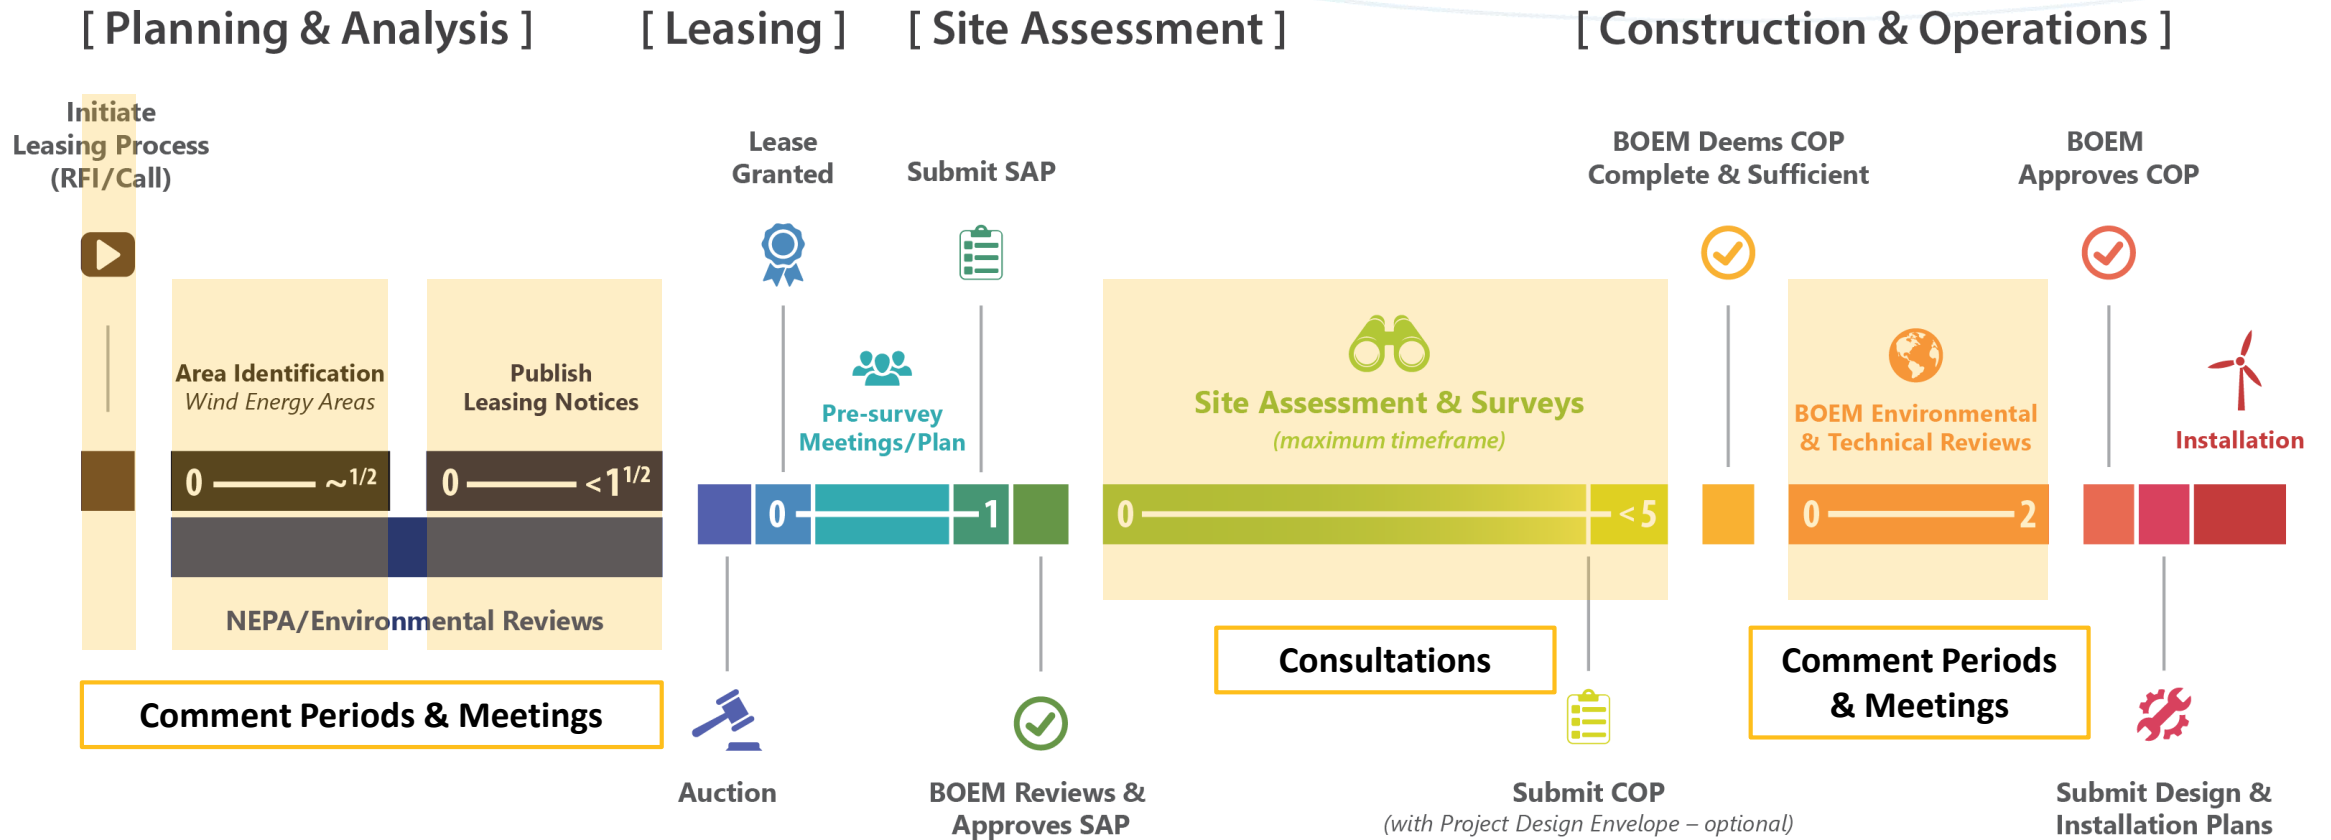 [ Planning & Analysis ]
[ Leasing ]
[ Site Assessment ]
[ Construction & Operations ]
Initiate
Leasing Process
(RFI/Call)
Lease
Granted
Submit SAP
BOEM Deems COP
Complete & Sufficient
BOEM
Approves COP
Area Identification
Wind Energy Areas
Publish
Leasing Notices
Pre-survey
Meetings/Plan
Site Assessment & Surveys
(maximum timeframe)
BOEM Environmental
& Technical Reviews
Installation
0 ~1/2
0 <1 1/2
0 1
0 <5
0 2
NEPA/Environmental Reviews
Comment Periods & Meetings
Consultations
Comment Periods
& Meetings
Auction
BOEM Reviews &
Approves SAP
Submit COP
(with Project Design Envelope – optional)
Submit Design &
Installation Plans